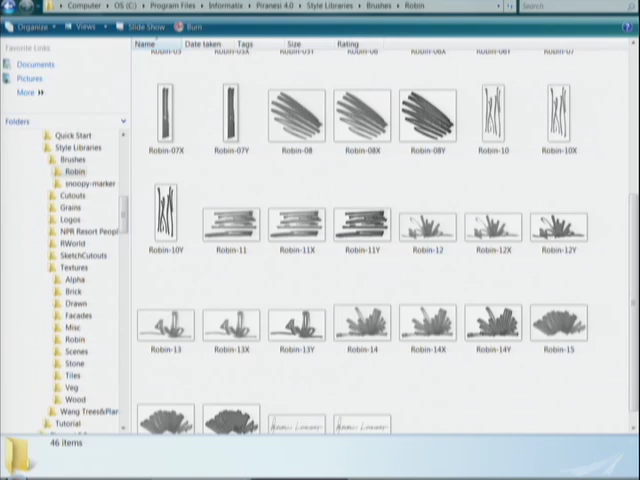 Computer ▸ OS (C:) ▸ Program Files ▸ Informatix ▸ Piranesi 4.0 ▸ Style Libraries ▸ Brushes ▸ Robin
Search
Organize Views Slide Show Burn
Favorite Links
Documents
Pictures
More
Folders
Quick Start
Style Libraries
Brushes
Robin
snoopy-marker
Cutouts
Grains
Logos
NPR Resort Peopl
RWorld
SketchCutouts
Textures
Alpha
Brick
Drawn
Facades
Misc
Robin
Scenes
Stone
Tiles
Veg
Wood
Wang Trees&Plan
Tutorial
Name Date taken Tags Size Rating
Robin-07X Robin-07Y Robin-08 Robin-08X Robin-08Y Robin-10 Robin-10X
Robin-10Y Robin-11 Robin-11X Robin-11Y Robin-12 Robin-12X Robin-12Y
Robin-13 Robin-13X Robin-13Y Robin-14 Robin-14X Robin-14Y Robin-15
46 items